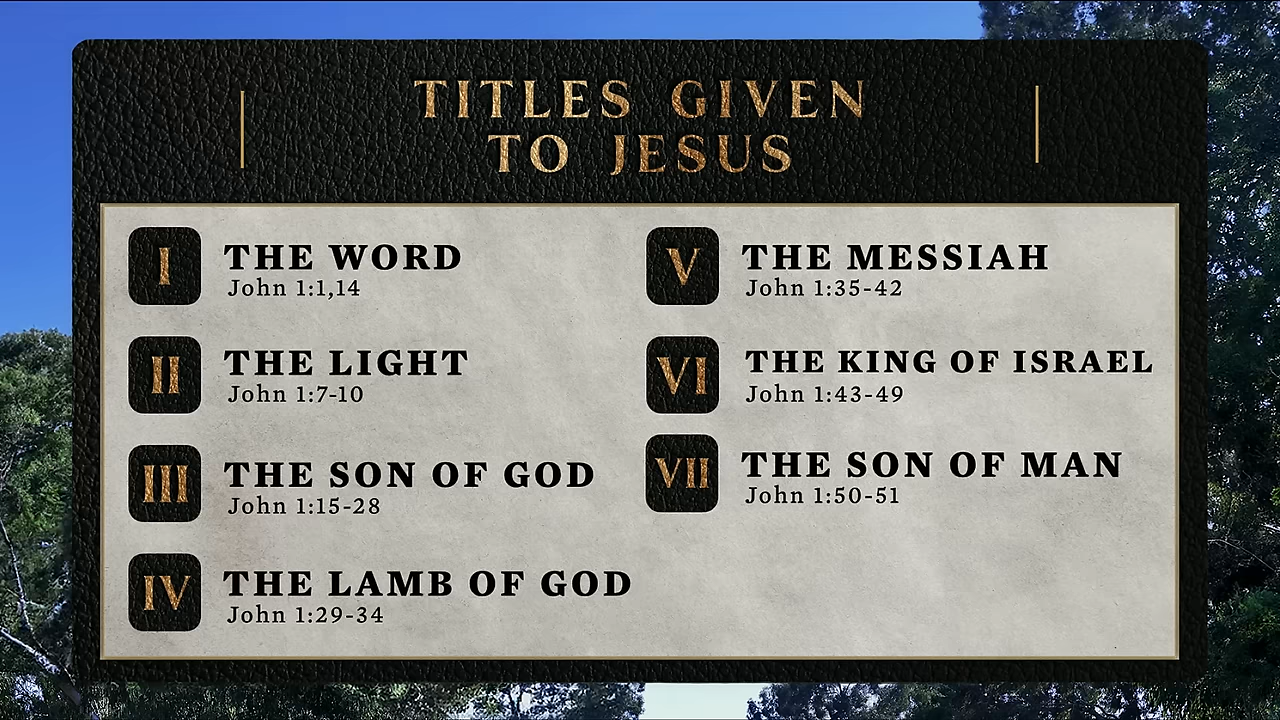 TITLES GIVEN
TO JESUS
I
THE WORD
John 1:1,14
II
THE LIGHT
John 1:7-10
III
THE SON OF GOD
John 1:15-28
IV
THE LAMB OF GOD
John 1:29-34
V
THE MESSIAH
John 1:35-42
VI
THE KING OF ISRAEL
John 1:43-49
VII
THE SON OF MAN
John 1:50-51